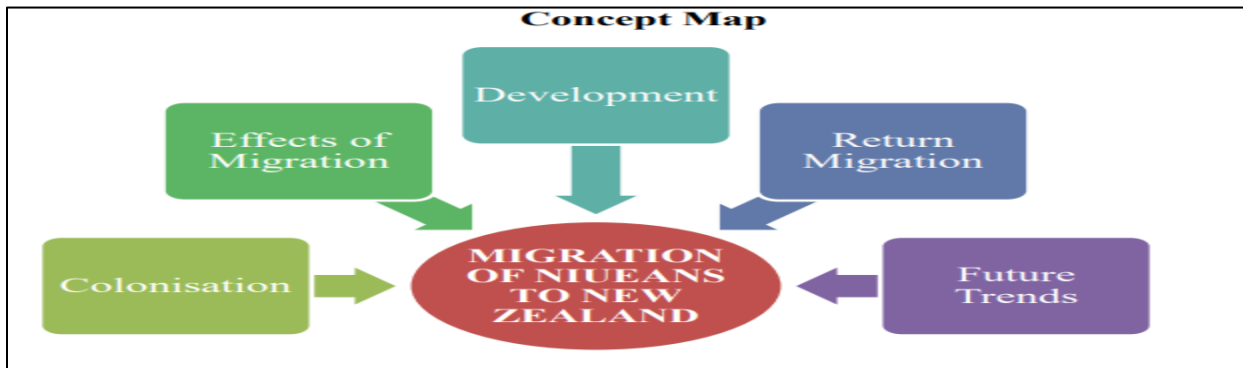 Concept Map
Development
Effects of
Migration
Return
Migration
Colonisation
MIGRATION
OF NIUEANS
TO NEW
ZEALAND
Future
Trends